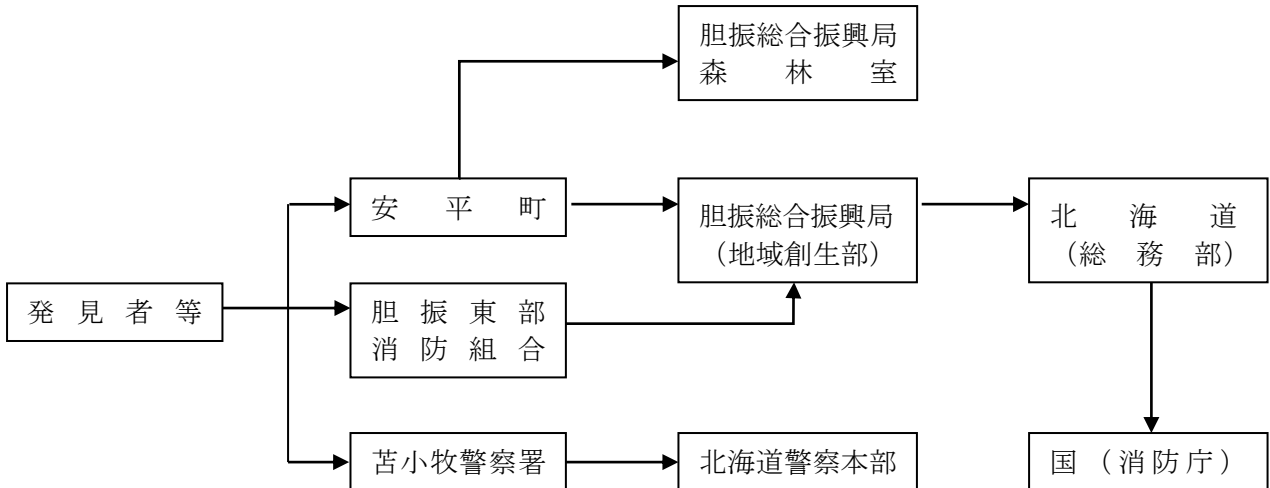 胆振総合振興局
森林室
安平町
胆振総合振興局
（地域創生部）
北海道
（総務部）
発見者等
胆振東部
消防組合
苫小牧警察署
北海道警察本部
国（消防庁）